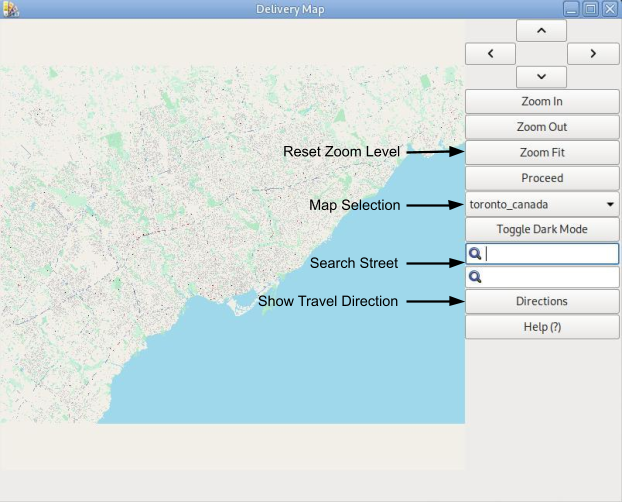 Delivery Map
Zoom In
Zoom Out
Reset Zoom Level
Zoom Fit
Proceed
Map Selection
toronto_canada
Toggle Dark Mode
Search Street
Show Travel Direction
Directions
Help (?)